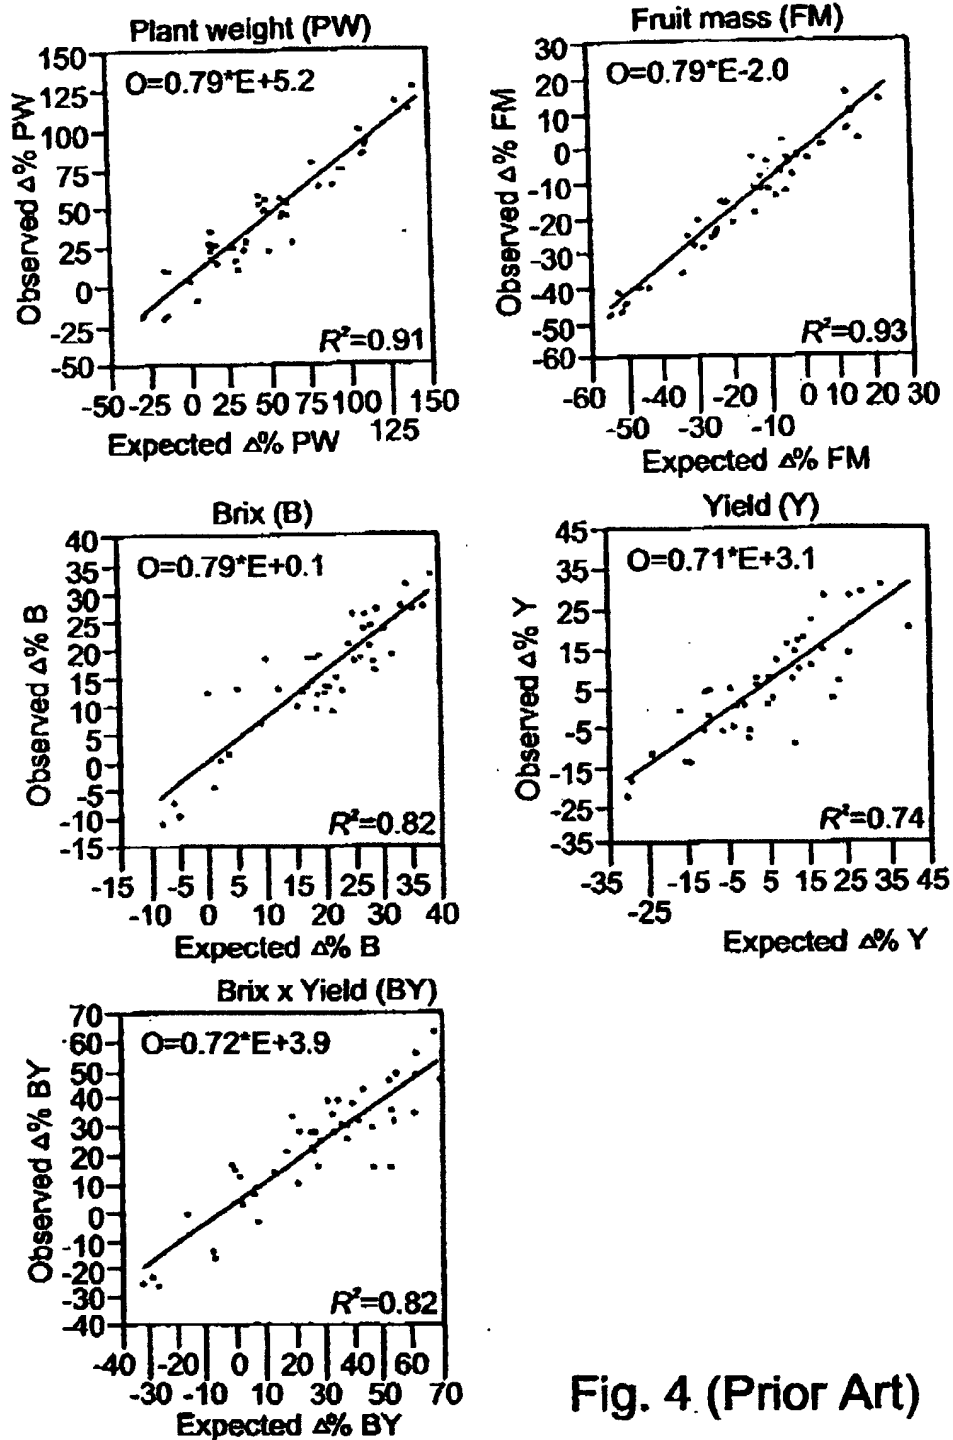 Plant weight (PW)
O=0.79*E+5.2
Observed Δ% PW
150
125
100
75
50
25
0
-25
-50
R²=0.91
-50 -25 0 25 50 75 100 150
125
Expected Δ% PW
Fruit mass (FM)
O=0.79*E-2.0
Observed Δ% FM
30
20
10
0
-10
-20
-30
-40
-50
-60
R²=0.93
-60 -40 -20 0 10 20 30
-50 -30 -10
Expected Δ% FM
Brix (B)
O=0.79*E+0.1
Observed Δ% B
40
35
30
25
20
15
10
5
0
-5
-10
-15
R²=0.82
-15 -5 5 15 25 35
-10 0 10 20 30 40
Expected Δ% B
Yield (Y)
O=0.71*E+3.1
Observed Δ% Y
45
35
25
15
5
-5
-15
-25
-35
R²=0.74
-35 -15 -5 5 15 25 35 45
-25
Expected Δ% Y
Brix x Yield (BY)
O=0.72*E+3.9
Observed Δ% BY
70
60
50
40
30
20
10
0
-10
-20
-30
-40
R²=0.82
-40 -20 0 20 40 60
-30 -10 10 30 50 70
Expected Δ% BY
Fig. 4 (Prior Art)